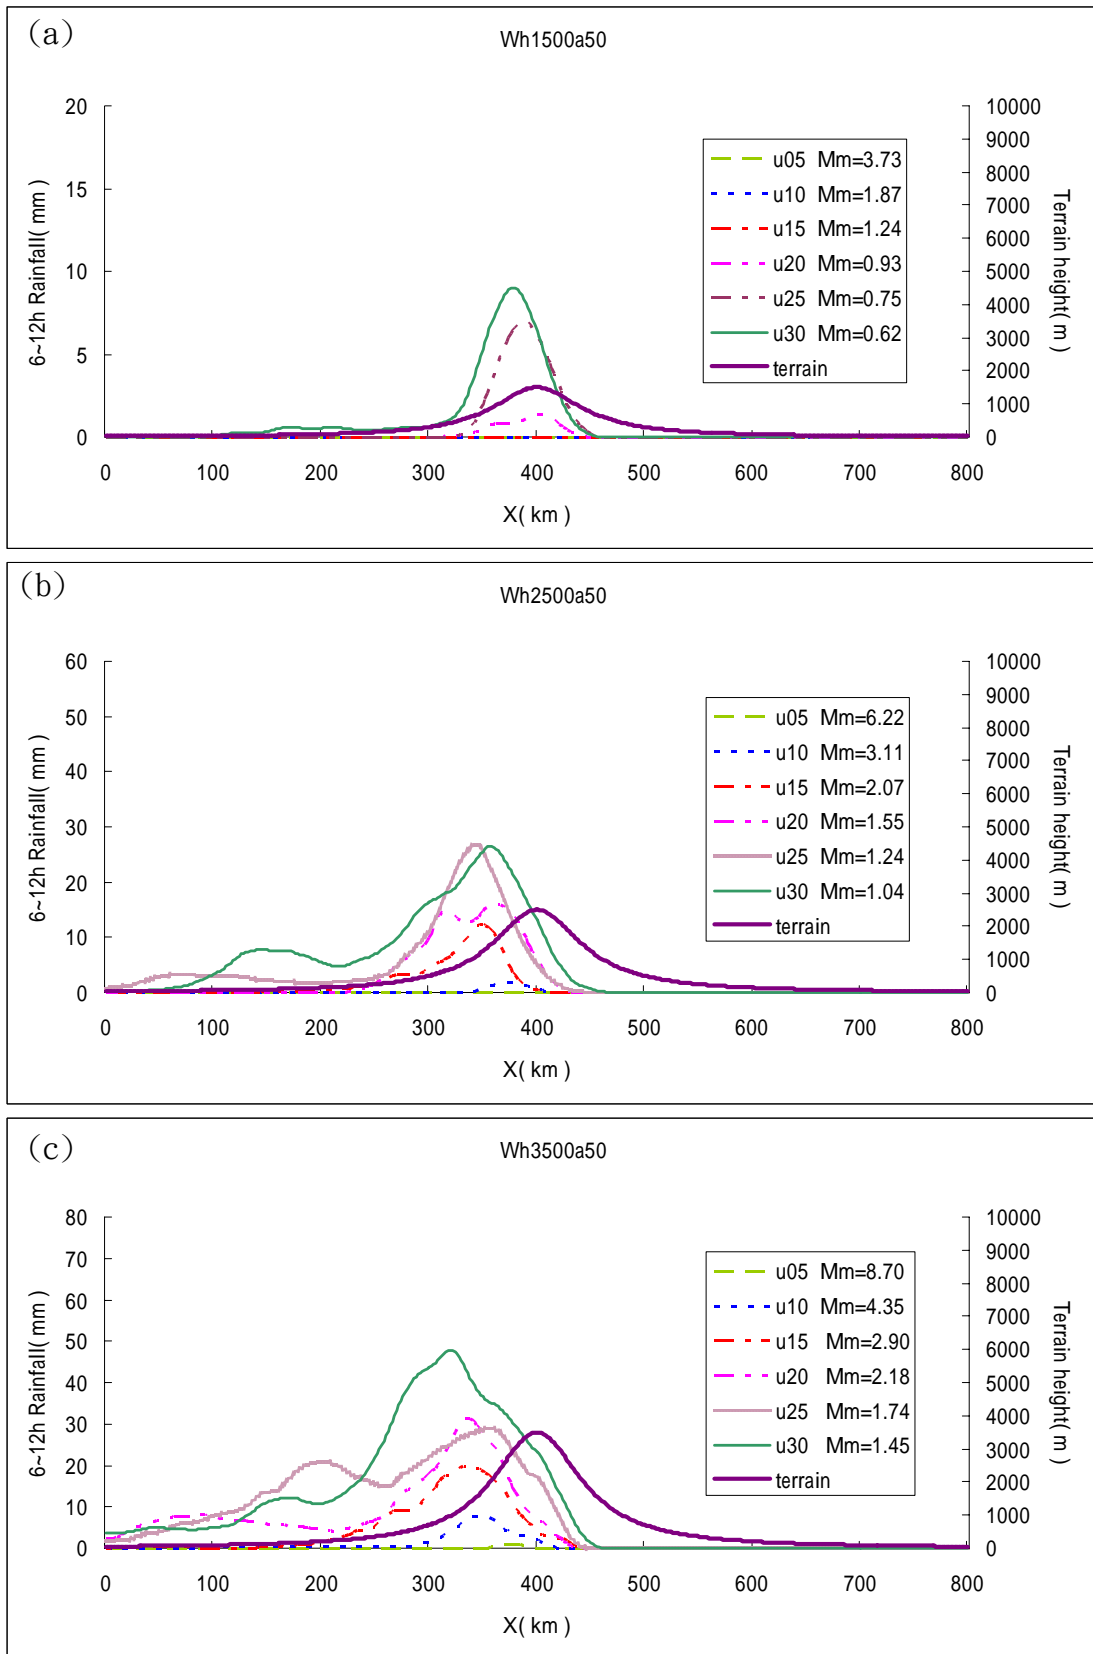 (a)
Wh1500a50
20
15
10
5
0
6~12h Rainfall( mm )
10000
9000
8000
7000
6000
5000
4000
3000
2000
1000
0
Terrain height( m )
u05 Mm=3.73
u10 Mm=1.87
u15 Mm=1.24
u20 Mm=0.93
u25 Mm=0.75
u30 Mm=0.62
terrain
0 100 200 300 400 500 600 700 800
X( km )
(b)
Wh2500a50
60
50
40
30
20
10
0
6~12h Rainfall( mm )
10000
9000
8000
7000
6000
5000
4000
3000
2000
1000
0
Terrain height( m )
u05 Mm=6.22
u10 Mm=3.11
u15 Mm=2.07
u20 Mm=1.55
u25 Mm=1.24
u30 Mm=1.04
terrain
0 100 200 300 400 500 600 700 800
X( km )
(c)
Wh3500a50
80
70
60
50
40
30
20
10
0
6~12h Rainfall( mm )
10000
9000
8000
7000
6000
5000
4000
3000
2000
1000
0
Terrain height( m )
u05 Mm=8.70
u10 Mm=4.35
u15 Mm=2.90
u20 Mm=2.18
u25 Mm=1.74
u30 Mm=1.45
terrain
0 100 200 300 400 500 600 700 800
X( km )